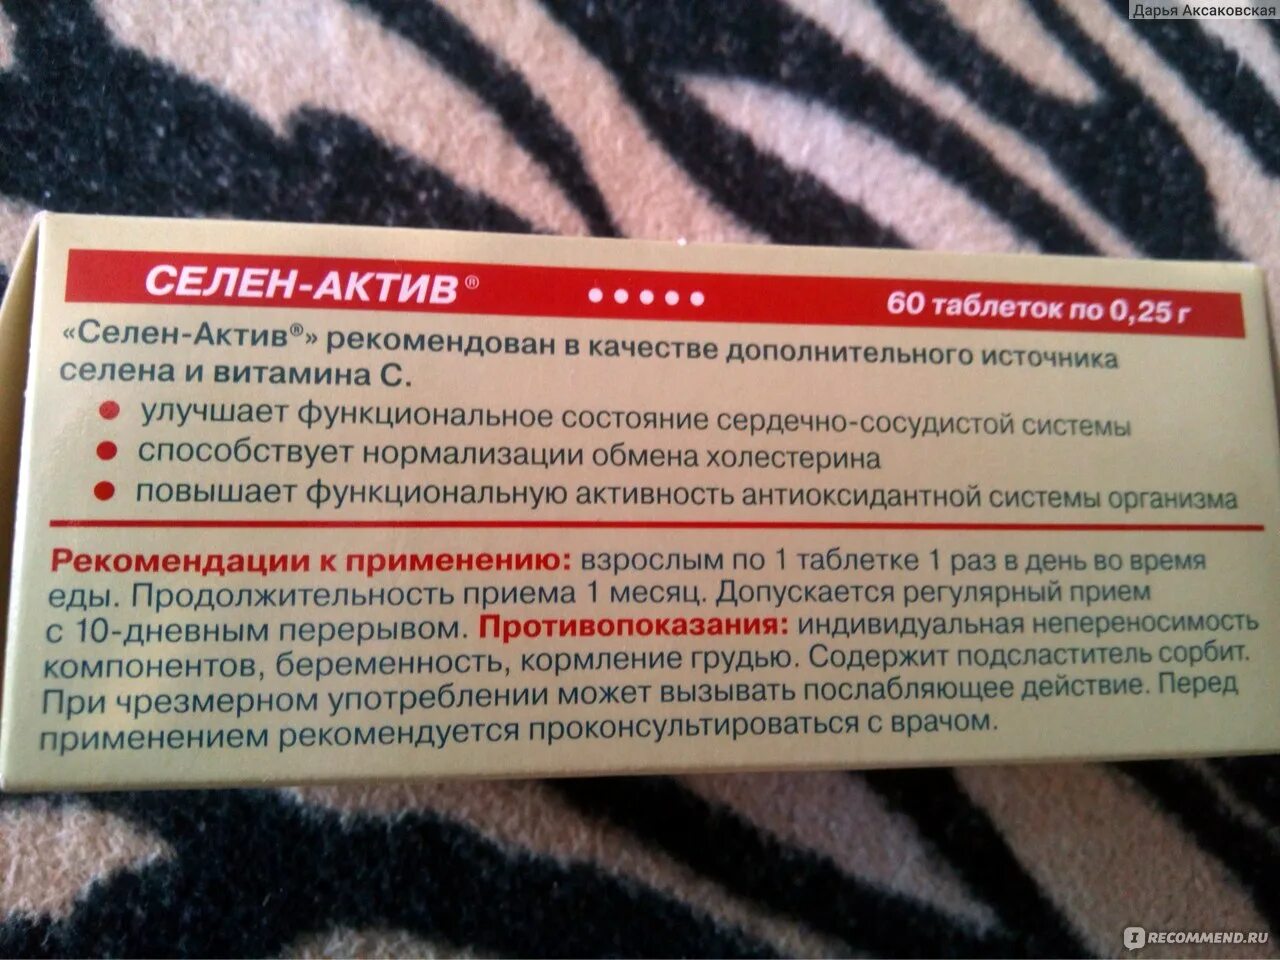 Дарья Аксаковская
СЕЛЕН-АКТИВ® ••••• 60 таблеток по 0,25 г
«Селен-Актив®» рекомендован в качестве дополнительного источника
селена и витамина С.
• улучшает функциональное состояние сердечно-сосудистой системы
• способствует нормализации обмена холестерина
• повышает функциональную активность антиоксидантной системы организма
Рекомендации к применению: взрослым по 1 таблетке 1 раз в день во время
еды. Продолжительность приема 1 месяц. Допускается регулярный прием
с 10-дневным перерывом. Противопоказания: индивидуальная непереносимость
компонентов, беременность, кормление грудью. Содержит подсластитель сорбит.
При чрезмерном употреблении может вызывать послабляющее действие. Перед
применением рекомендуется проконсультироваться с врачом.
IRECOMMEND.RU